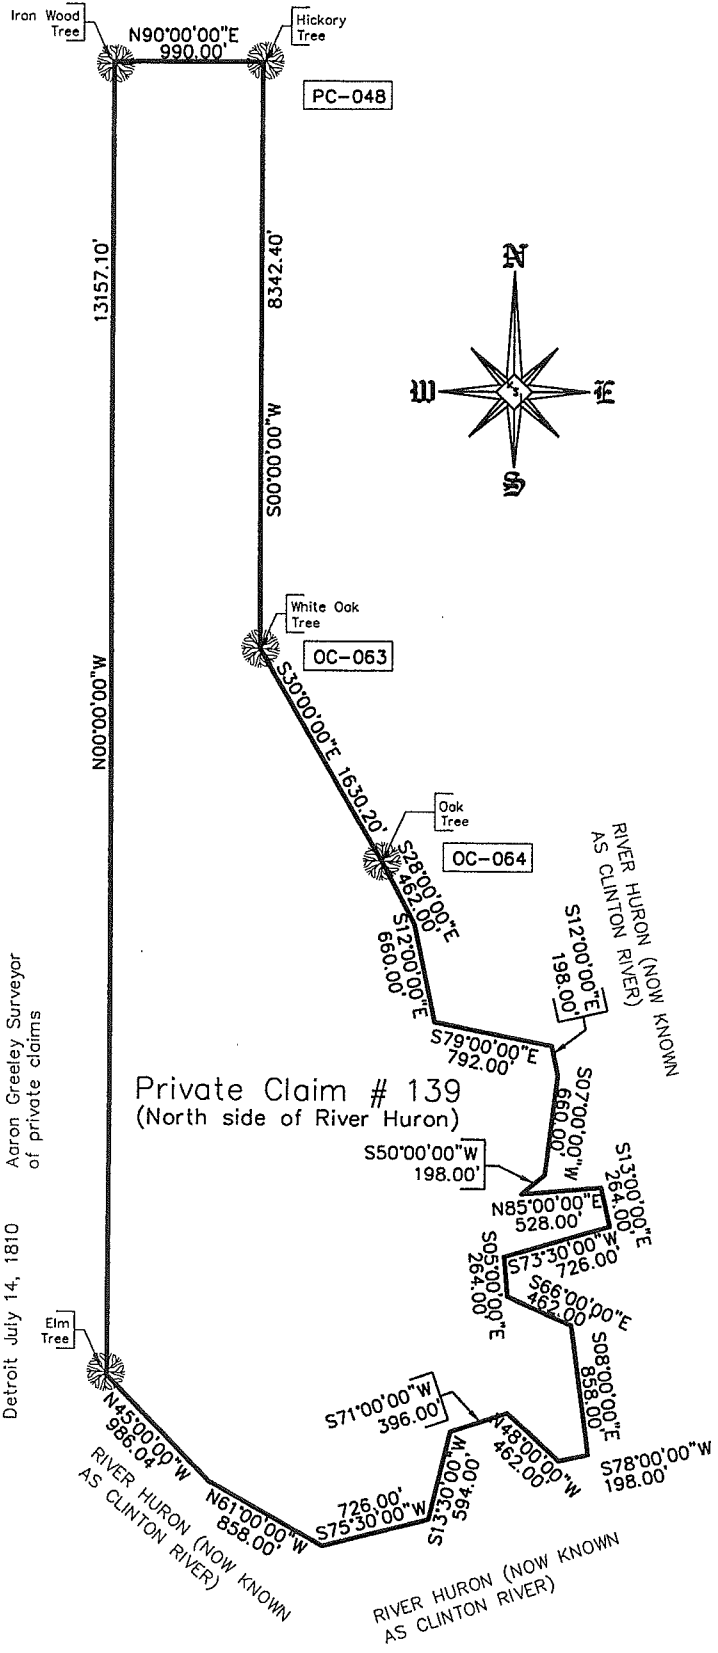 Iron Wood
Tree
N90°00'00"E
990.00'
Hickory
Tree
PC-048
13157.10'
8342.40'
N
W
E
S
S00°00'00"W
White Oak
Tree
OC-063
N00°00'00"W
S30°00'00"E 1630.20'
Oak
Tree
OC-064
S28°00'00"E
462.00'
RIVER HURON (NOW KNOWN
AS CLINTON RIVER)
S12°00'00"E
660.00'
S12°00'00"E
198.00'
S79°00'00"E
792.00'
Aaron Greeley Surveyor
of private claims
Private Claim # 139
(North side of River Huron)
S07°00'00"W
660.00'
S50°00'00"W
198.00'
N85°00'00"E
528.00'
S13°00'00"E
264.00'
S73°30'00"W
726.00'
S05°00'00"E
264.00'
S66°00'00"E
462.00'
Detroit July 14, 1810
Elm
Tree
S08°00'00"E
858.00'
S71°00'00"W
396.00'
N45°00'00"W
986.04'
N48°00'00"W
462.00'
S78°00'00"W
198.00'
RIVER HURON (NOW KNOWN
AS CLINTON RIVER)
N61°00'00"W
858.00'
726.00'
S75°30'00"W
S13°30'00"W
594.00'
RIVER HURON (NOW KNOWN
AS CLINTON RIVER)